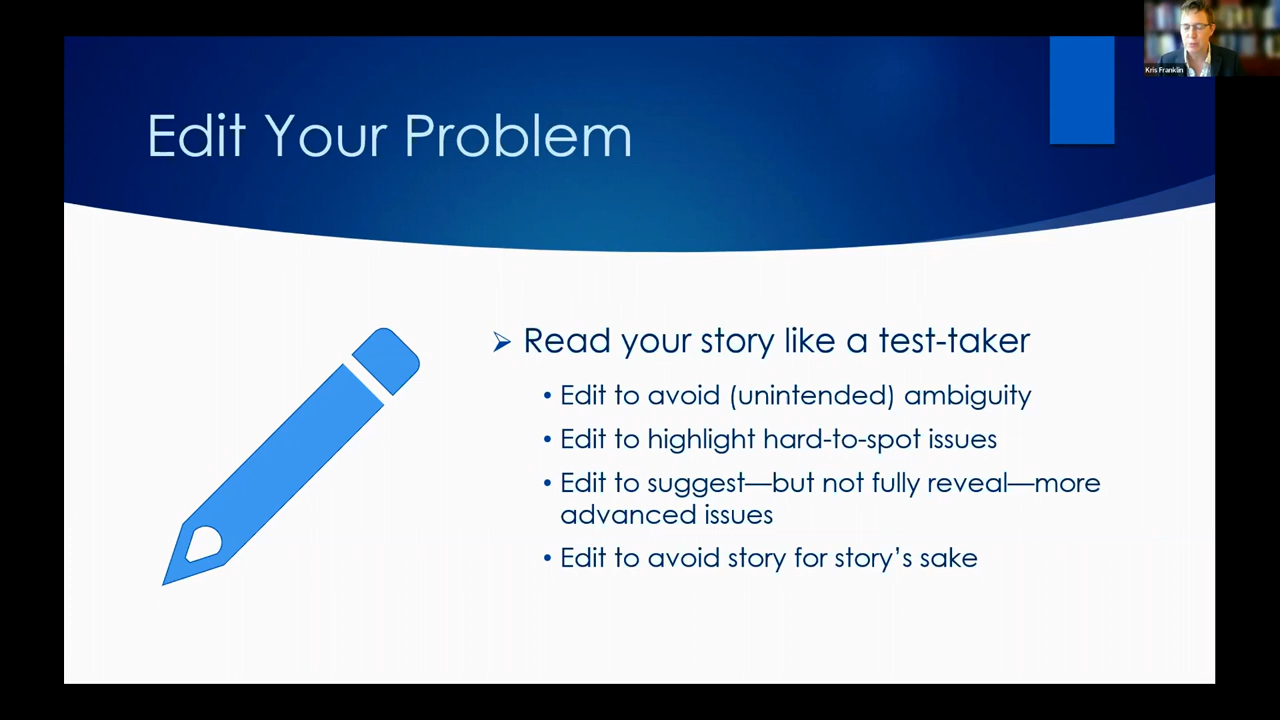 Kris Franklin
Edit Your Problem
➢ Read your story like a test-taker
• Edit to avoid (unintended) ambiguity
• Edit to highlight hard-to-spot issues
• Edit to suggest—but not fully reveal—more
advanced issues
• Edit to avoid story for story’s sake